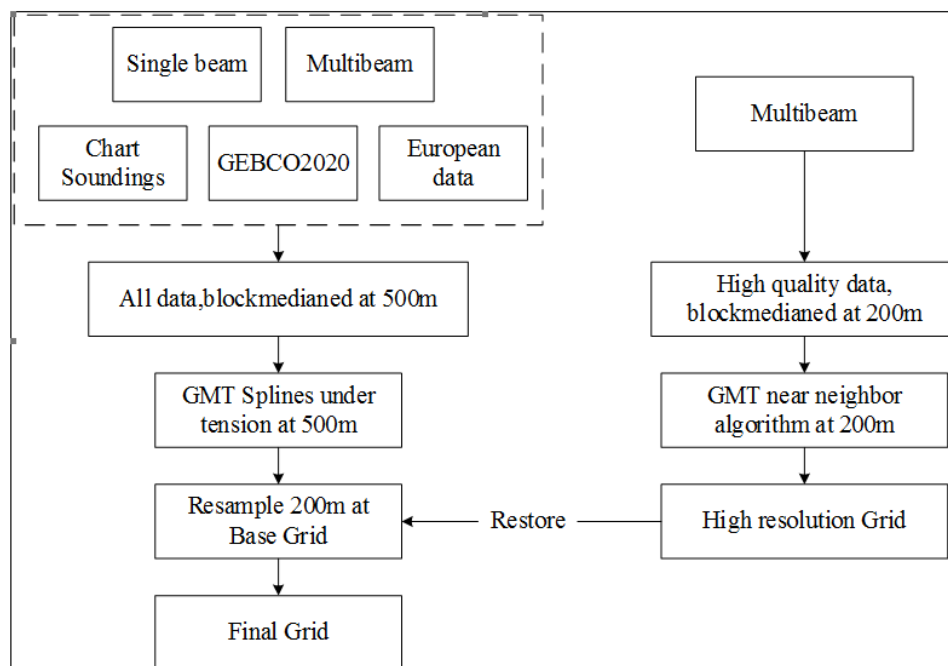 Single beam
Multibeam
Chart
Soundings
GEBCO2020
European
data
Multibeam
All data,blockmedianed at 500m
High quality data,
blockmedianed at 200m
GMT Splines under
tension at 500m
GMT near neighbor
algorithm at 200m
Resample 200m at
Base Grid
Restore
High resolution Grid
Final Grid